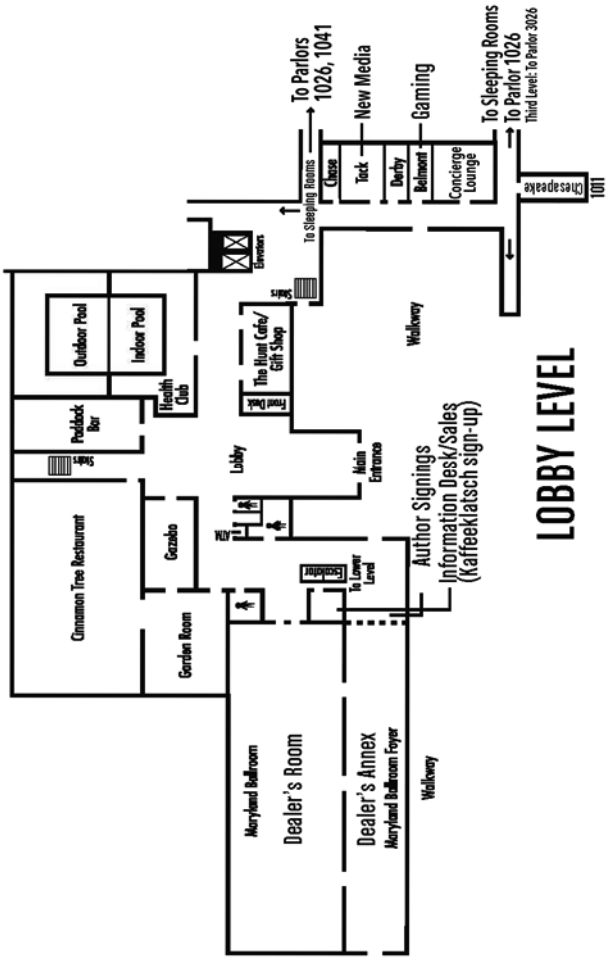 To Parlors
1026, 1041
New Media
Gaming
To Sleeping Rooms
To Parlor 1026
Third Level: To Parlor 3026
To Sleeping Rooms
Chase
Tack
Derby
Belmont
Concierge
Lounge
Chesapeake
1011
Elevators
Stairs
Outdoor Pool
Indoor Pool
Health
Club
The Hunt Cafe/
Gift Shop
Front Desk
Walkway
Paddock
Bar
Stairs
Lobby
Main
Entrance
Cinnamon Tree Restaurant
Gazebo
ATM
Garden Room
Escalator
To Lower
Level
Author Signings
Information Desk/Sales
(Kaffeeklatsch sign-up)
Maryland Ballroom
Dealer's Room
Dealer's Annex
Maryland Ballroom Foyer
Walkway
LOBBY LEVEL